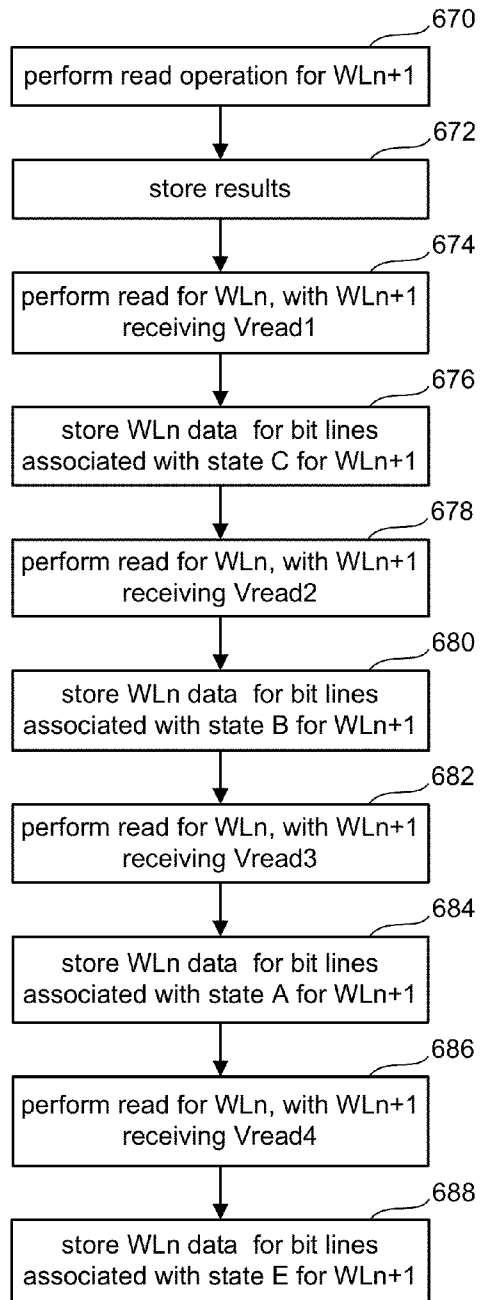 670
perform read operation for WLn+1
672
store results
674
perform read for WLn, with WLn+1
receiving Vread1
676
store WLn data for bit lines
associated with state C for WLn+1
678
perform read for WLn, with WLn+1
receiving Vread2
680
store WLn data for bit lines
associated with state B for WLn+1
682
perform read for WLn, with WLn+1
receiving Vread3
684
store WLn data for bit lines
associated with state A for WLn+1
686
perform read for WLn, with WLn+1
receiving Vread4
688
store WLn data for bit lines
associated with state E for WLn+1